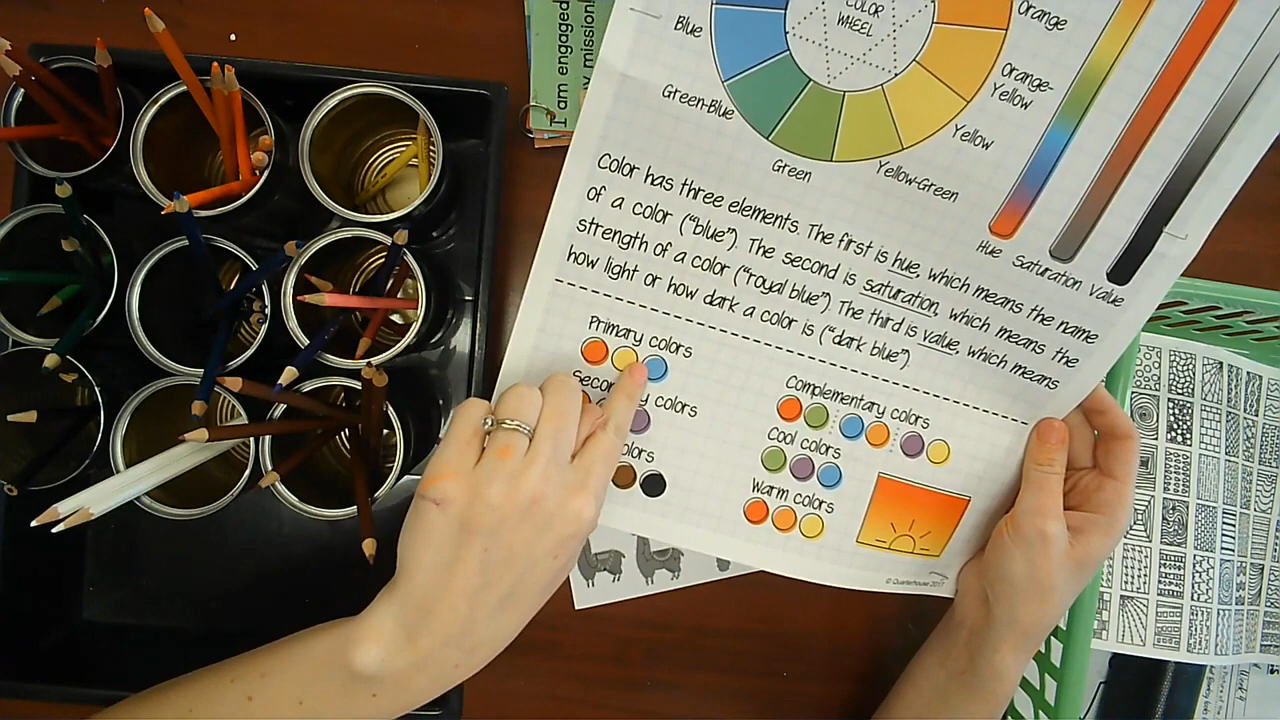 I am engaged
my mission
COLOR
WHEEL
Orange
Blue
Orange-
Yellow
Green-Blue
Yellow
Green
Yellow-Green
Hue Saturation Value
Color has three elements. The first is hue, which means the name
of a color ("blue"). The second is saturation, which means the
strength of a color ("royal blue"). The third is value, which means
how light or how dark a color is ("dark blue").
Primary colors
Complementary colors
colors
Cool colors
Warm colors
© Quarterhouse 2017